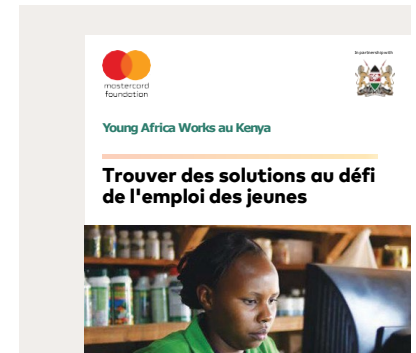 mastercard
foundation
In partnership with
Young Africa Works au Kenya
Trouver des solutions au défi
de l'emploi des jeunes